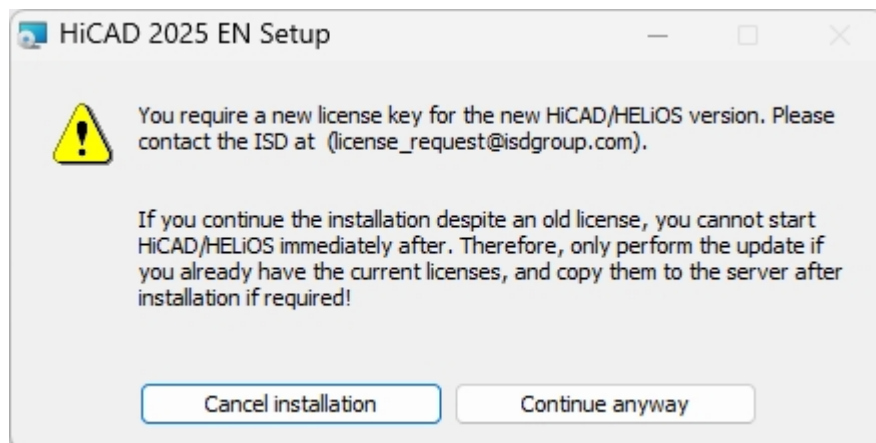 HiCAD 2025 EN Setup
You require a new license key for the new HiCAD/HELiOS version. Please
contact the ISD at  (license_request@isdgroup.com).
If you continue the installation despite an old license, you cannot start
HiCAD/HELiOS immediately after. Therefore, only perform the update if
you already have the current licenses, and copy them to the server after
installation if required!
Cancel installation
Continue anyway